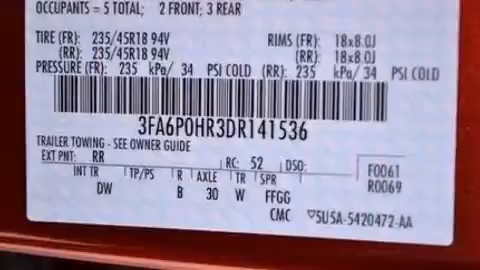 OCCUPANTS = 5 TOTAL; 2 FRONT; 3 REAR
TIRE (FR): 235/45R18 94V RIMS (FR): 18x8.0J
(RR): 235/45R18 94V (RR): 18x8.0J
PRESSURE (FR): 235 kPa/ 34 PSI COLD (RR): 235 kPa/ 34 PSI COLD
3FA6P0HR3DR141536
TRAILER TOWING - SEE OWNER GUIDE
EXT PNT: RR RC: 52 DSO: F0061
INT TR TP/PS R AXLE TR SPR R0069
DW B 30 W FFGG
CMC ▽5U5A-5420472-AA